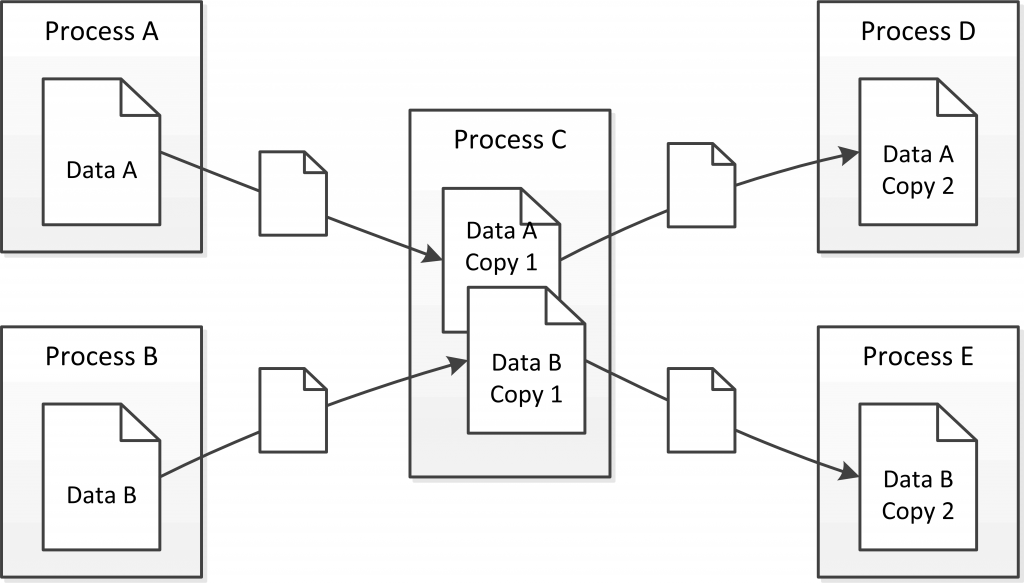 Process A
Data A
Process B
Data B
Process C
Data A
Copy 1
Data B
Copy 1
Process D
Data A
Copy 2
Process E
Data B
Copy 2